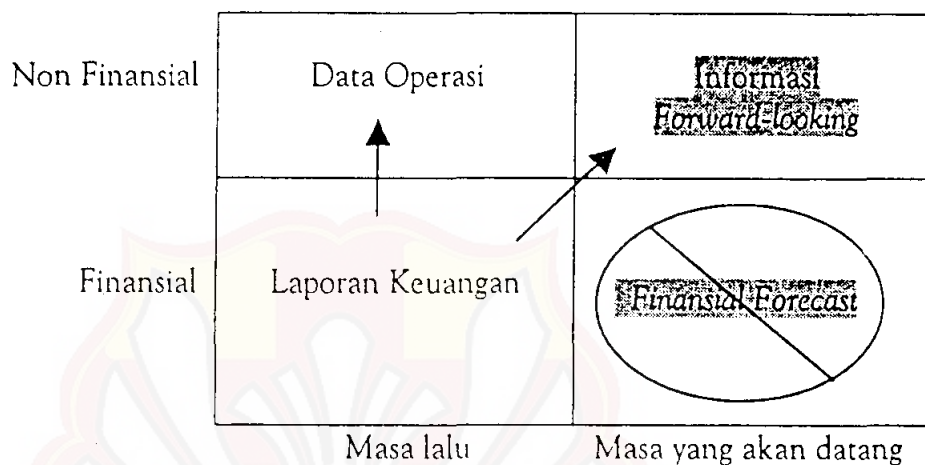 Non Finansial
Data Operasi
Informasi
Forward-looking
Finansial
Laporan Keuangan
Finansial Forecast
Masa lalu
Masa yang akan datang